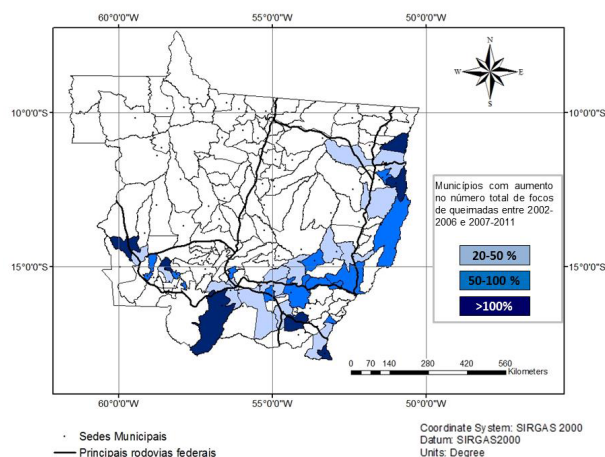 60°0'0"W 55°0'0"W 50°0'0"W
N
W E
S
10°0'0"S 10°0'0"S
Municípios com aumento
no número total de focos
de queimadas entre 2002-
2006 e 2007-2011
20-50 %
50-100 %
>100%
15°0'0"S 15°0'0"S
0 70 140 280 420 560
Kilometers
60°0'0"W 55°0'0"W 50°0'0"W
Sedes Municipais
Principais rodovias federais
Coordinate System: SIRGAS 2000
Datum: SIRGAS2000
Units: Degree